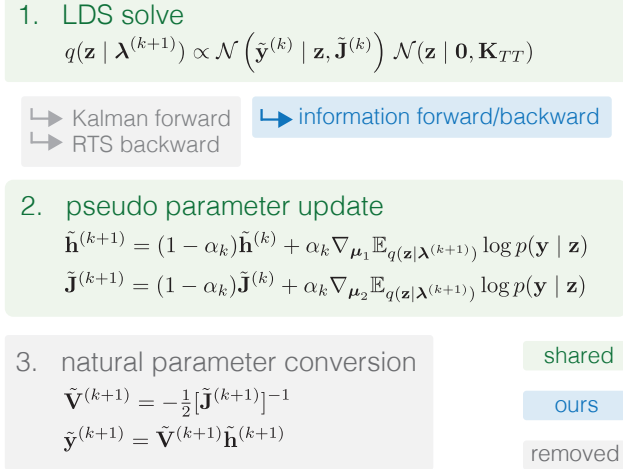 1. LDS solve
q(𝐳 | 𝝀^(k+1)) ∝ 𝒩(ỹ^(k) | 𝐳, J̃^(k)) 𝒩(𝐳 | 𝟎, 𝐊_TT)
Kalman forward
RTS backward
information forward/backward
2. pseudo parameter update
h̃^(k+1) = (1 − α_k)h̃^(k) + α_k∇_𝝁₁ 𝔼_q(𝐳|𝝀^(k+1)) log p(𝐲 | 𝐳)
J̃^(k+1) = (1 − α_k)J̃^(k) + α_k∇_𝝁₂ 𝔼_q(𝐳|𝝀^(k+1)) log p(𝐲 | 𝐳)
3. natural parameter conversion
Ṽ^(k+1) = −½[J̃^(k+1)]^−1
ỹ^(k+1) = Ṽ^(k+1)h̃^(k+1)
shared
ours
removed